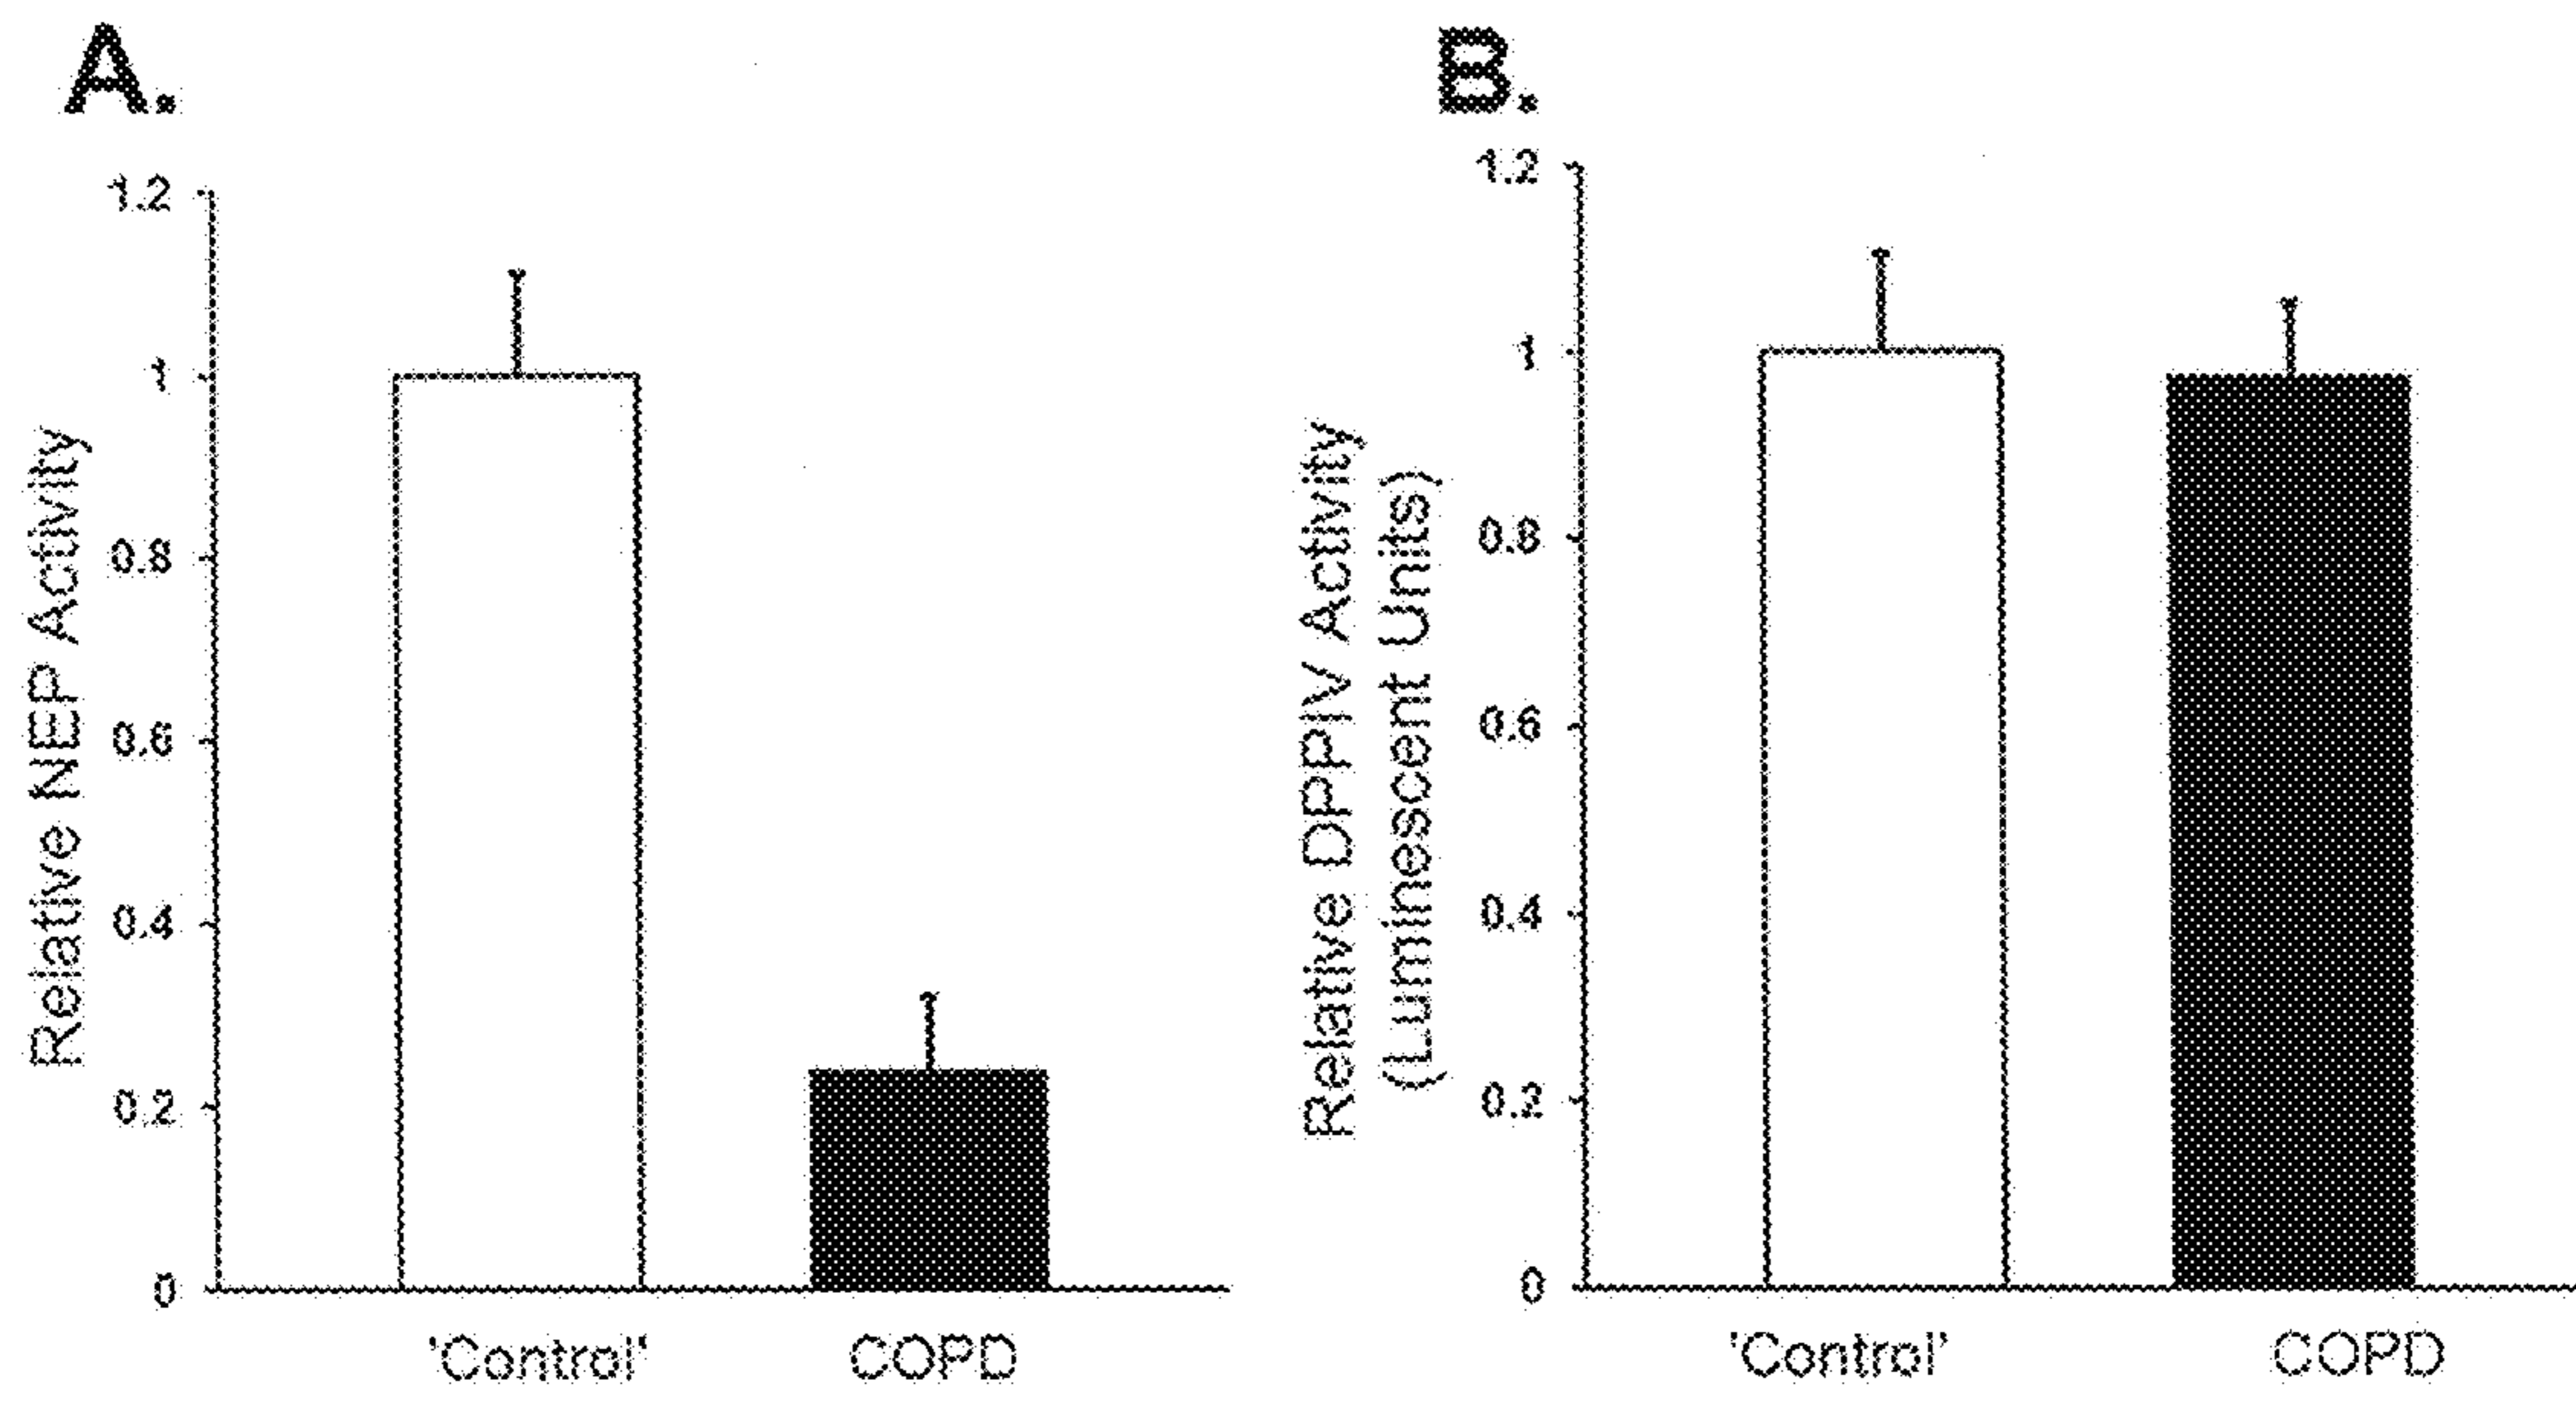 A.
1.2
1
0.8
0.6
0.4
0.2
0
Relative NEP Activity
'Control'
COPD
B.
1.2
1
0.8
0.6
0.4
0.2
0
Relative DPPIV Activity
(Luminescent Units)
'Control'
COPD